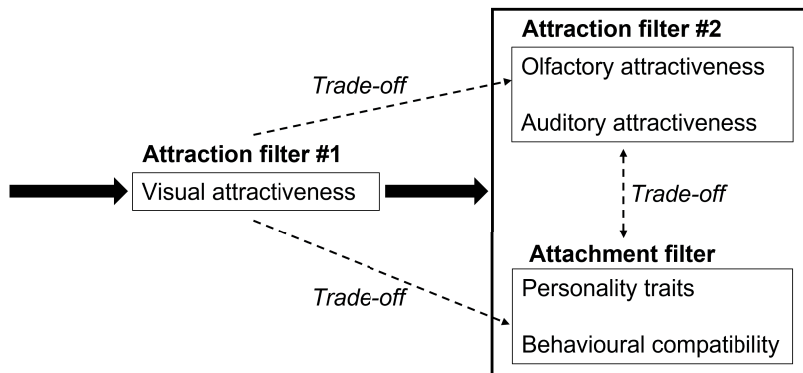 Attraction filter #1
Visual attractiveness
Trade-off
Trade-off
Attraction filter #2
Olfactory attractiveness
Auditory attractiveness
Trade-off
Attachment filter
Personality traits
Behavioural compatibility